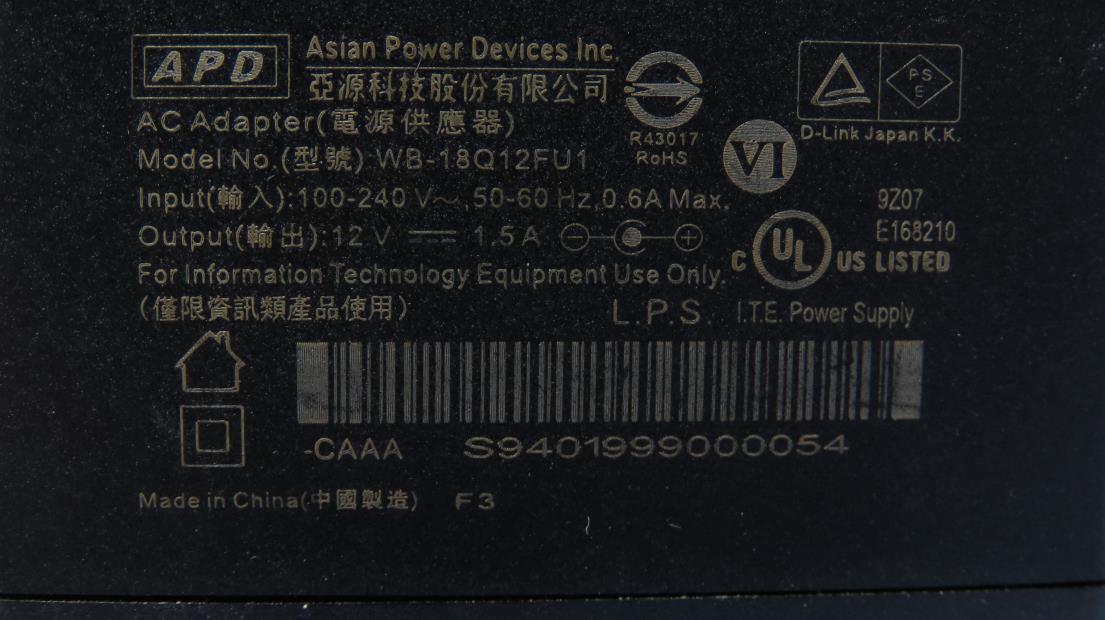 APD
Asian Power Devices Inc.
亞源科技股份有限公司
AC Adapter(電源供應器)
Model No.(型號):WB-18Q12FU1
Input(輸入):100-240 V～,50-60 Hz,0.6A Max.
Output(輸出):12 V ⎓ 1.5 A
For Information Technology Equipment Use Only.
(僅限資訊類產品使用)
L.P.S.
R43017
RoHS
VI
PS
E
D-Link Japan K.K.
9Z07
E168210
C UL US LISTED
I.T.E. Power Supply
-CAAA S9401999000054
Made in China(中國製造) F3